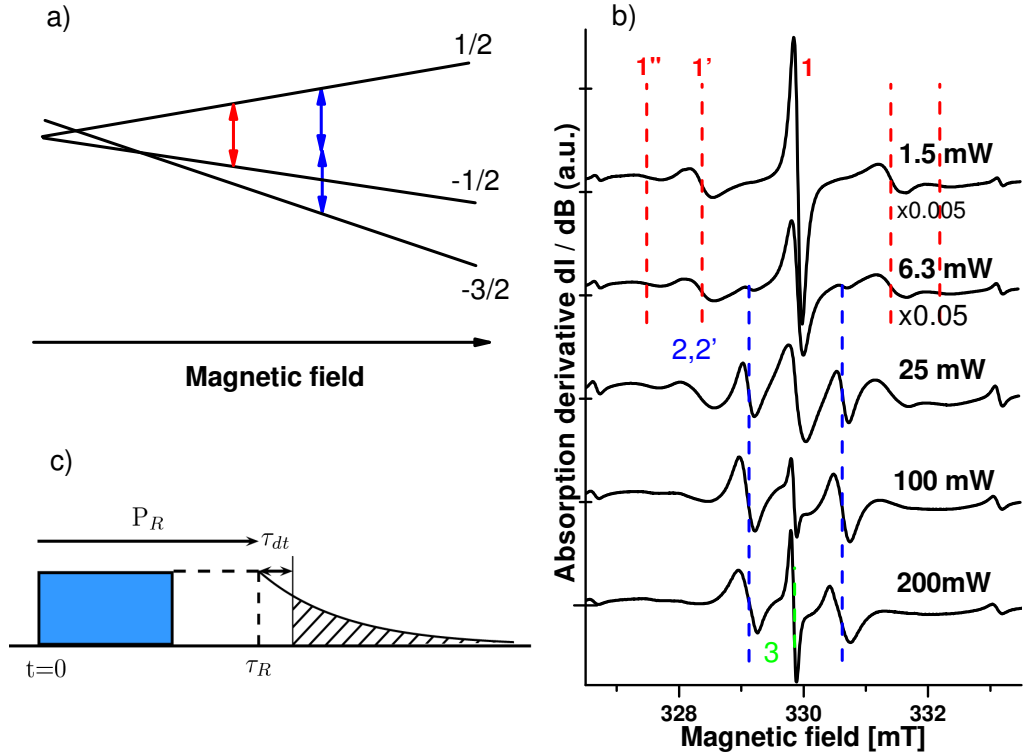 a)
1/2
-1/2
-3/2
Magnetic field
c)
P_R
τ_dt
t=0
τ_R
b)
1'' 1' 1
1.5 mW
x0.005
6.3 mW
x0.05
2,2'
25 mW
100 mW
200mW
3
Absorption derivative dI / dB (a.u.)
328 330 332
Magnetic field [mT]